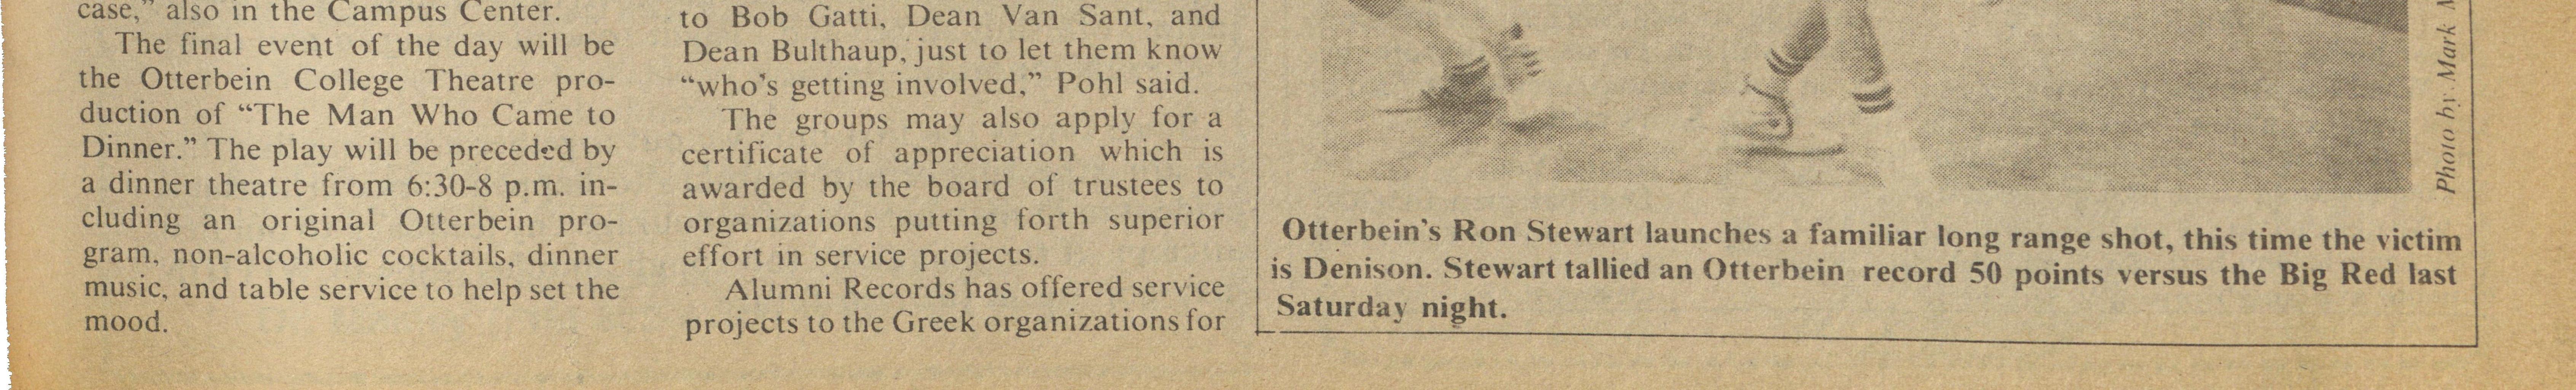 case," also in the Campus Center.
The final event of the day will be
the Otterbein College Theatre pro-
duction of "The Man Who Came to
Dinner." The play will be preceded by
a dinner theatre from 6:30-8 p.m. in-
cluding an original Otterbein pro-
gram, non-alcoholic cocktails, dinner
music, and table service to help set the
mood.
to Bob Gatti, Dean Van Sant, and
Dean Bulthaup, just to let them know
"who's getting involved," Pohl said.
The groups may also apply for a
certificate of appreciation which is
awarded by the board of trustees to
organizations putting forth superior
effort in service projects.
Alumni Records has offered service
projects to the Greek organizations for
Photo by Mark
Otterbein's Ron Stewart launches a familiar long range shot, this time the victim
is Denison. Stewart tallied an Otterbein record 50 points versus the Big Red last
Saturday night.